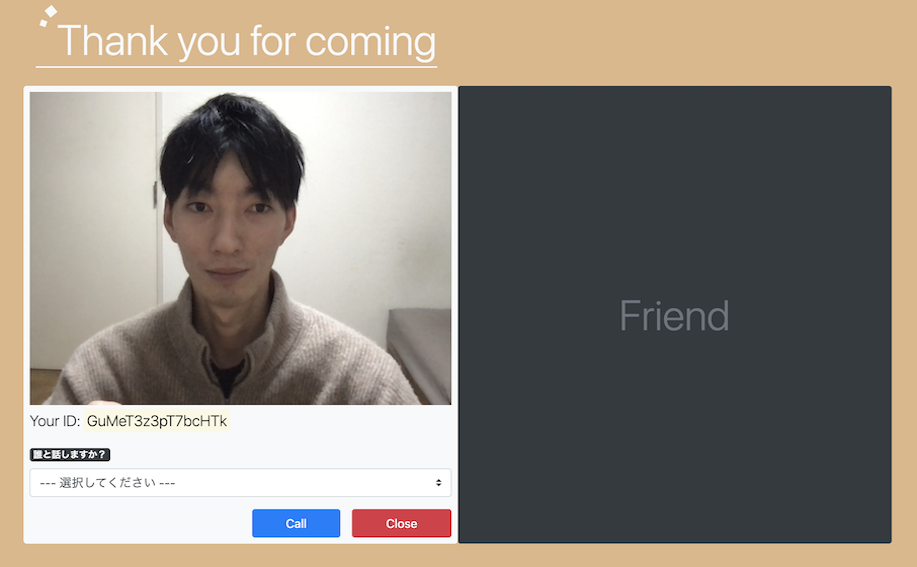 Thank you for coming
Your ID: GuMeT3z3pT7bcHTk
誰と話しますか？
--- 選択してください ---
Call
Close
Friend